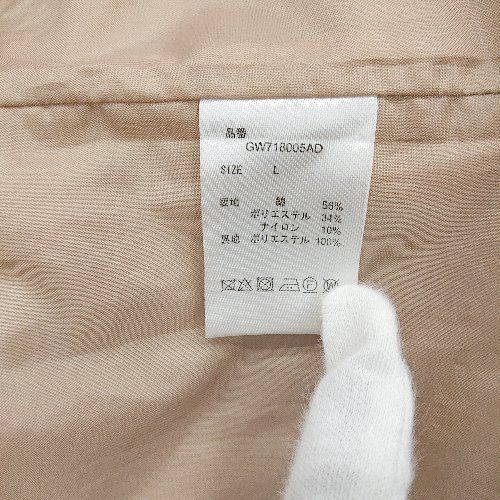 品番
GW718005AD
SIZE L
表地 綿 56%
ポリエステル 34%
ナイロン 10%
裏地 ポリエステル 100%